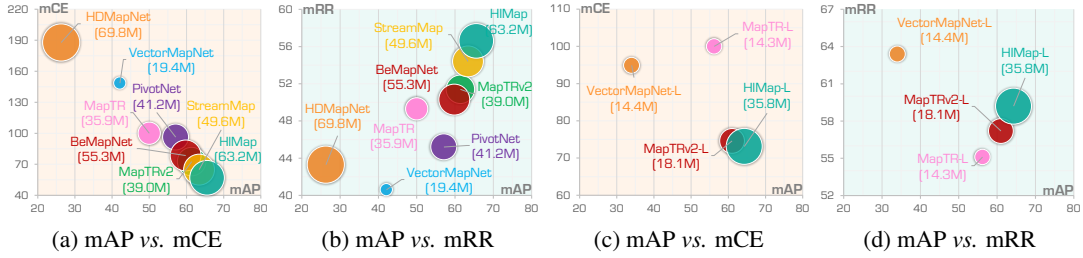 mCE
220
190
160
130
100
70
40
20 30 40 50 60 70 80
mAP
HDMapNet
(69.8M)
VectorMapNet
(19.4M)
PivotNet
(41.2M)
MapTR
(35.9M)
StreamMap
(49.6M)
BeMapNet
(55.3M)
HIMap
(63.2M)
MapTRv2
(39.0M)
(a) mAP vs. mCE
mRR
60
56
52
48
44
40
20 30 40 50 60 70 80
mAP
HIMap
(63.2M)
StreamMap
(49.6M)
BeMapNet
(55.3M)
MapTRv2
(39.0M)
HDMapNet
(69.8M)
MapTR
(35.9M)
PivotNet
(41.2M)
VectorMapNet
(19.4M)
(b) mAP vs. mRR
mCE
110
100
90
80
70
60
20 30 40 50 60 70 80
mAP
MapTR-L
(14.3M)
VectorMapNet-L
(14.4M)
HIMap-L
(35.8M)
MapTRv2-L
(18.1M)
(c) mAP vs. mCE
mRR
67
64
61
58
55
52
20 30 40 50 60 70 80
mAP
VectorMapNet-L
(14.4M)
HIMap-L
(35.8M)
MapTRv2-L
(18.1M)
MapTR-L
(14.3M)
(d) mAP vs. mRR